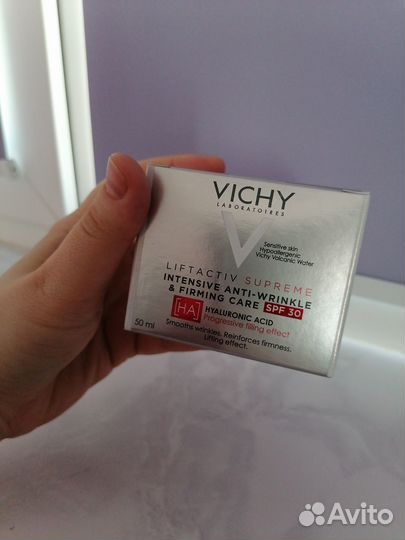 VICHY
LABORATOIRES
Sensitive skin
Hypoallergenic
Vichy Volcanic Water
LIFTACTIV SUPREME
INTENSIVE ANTI-WRINKLE
& FIRMING CARE SPF 30
[HA] HYALURONIC ACID
Progressive filling effect
Smooths wrinkles. Reinforces firmness.
Lifting effect.
50 ml
Avito